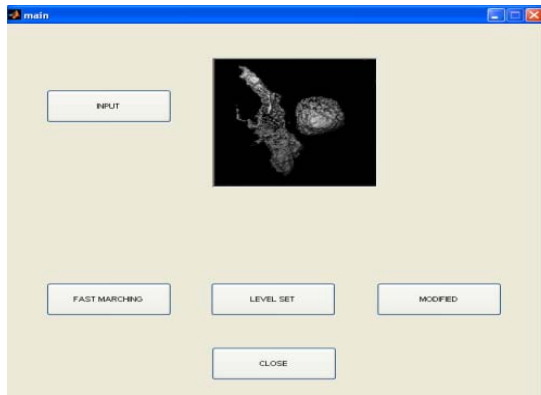 main
INPUT
FAST MARCHING
LEVEL SET
MODIFIED
CLOSE